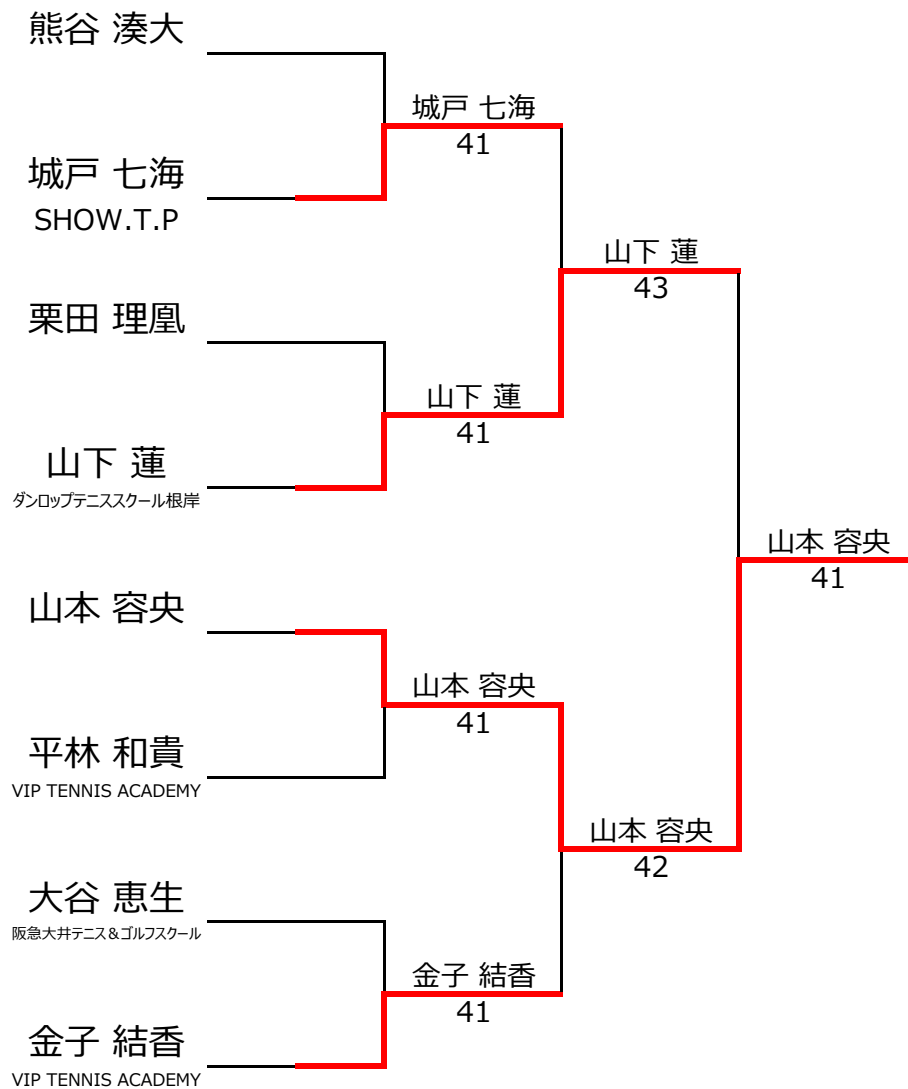 熊谷 湊大
城戸 七海
41
城戸 七海
SHOW.T.P
山下 蓮
43
栗田 理凰
山下 蓮
41
山下 蓮
ダンロップテニススクール根岸
山本 容央
41
山本 容央
山本 容央
41
平林 和貴
VIP TENNIS ACADEMY
山本 容央
42
大谷 恵生
阪急大井テニス＆ゴルフスクール
金子 結香
41
金子 結香
VIP TENNIS ACADEMY